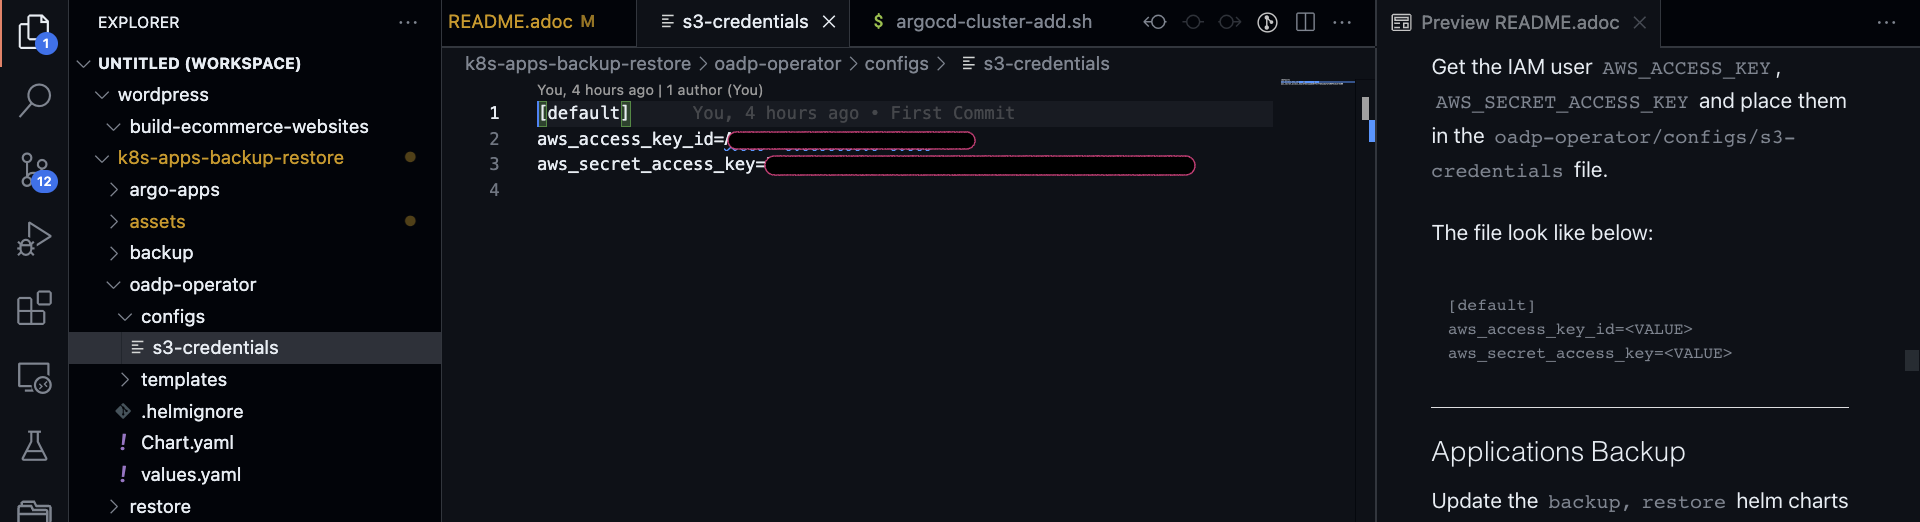 1
12
EXPLORER
UNTITLED (WORKSPACE)
wordpress
build-ecommerce-websites
k8s-apps-backup-restore
argo-apps
assets
backup
oadp-operator
configs
s3-credentials
templates
.helmignore
! Chart.yaml
! values.yaml
restore
README.adoc M
s3-credentials
$ argocd-cluster-add.sh
k8s-apps-backup-restore > oadp-operator > configs > s3-credentials
You, 4 hours ago | 1 author (You)
1 [default] You, 4 hours ago • First Commit
2 aws_access_key_id=
3 aws_secret_access_key=
4
Preview README.adoc
Get the IAM user AWS_ACCESS_KEY,
AWS_SECRET_ACCESS_KEY and place them
in the oadp-operator/configs/s3-
credentials file.
The file look like below:
[default]
aws_access_key_id=<VALUE>
aws_secret_access_key=<VALUE>
Applications Backup
Update the backup, restore helm charts